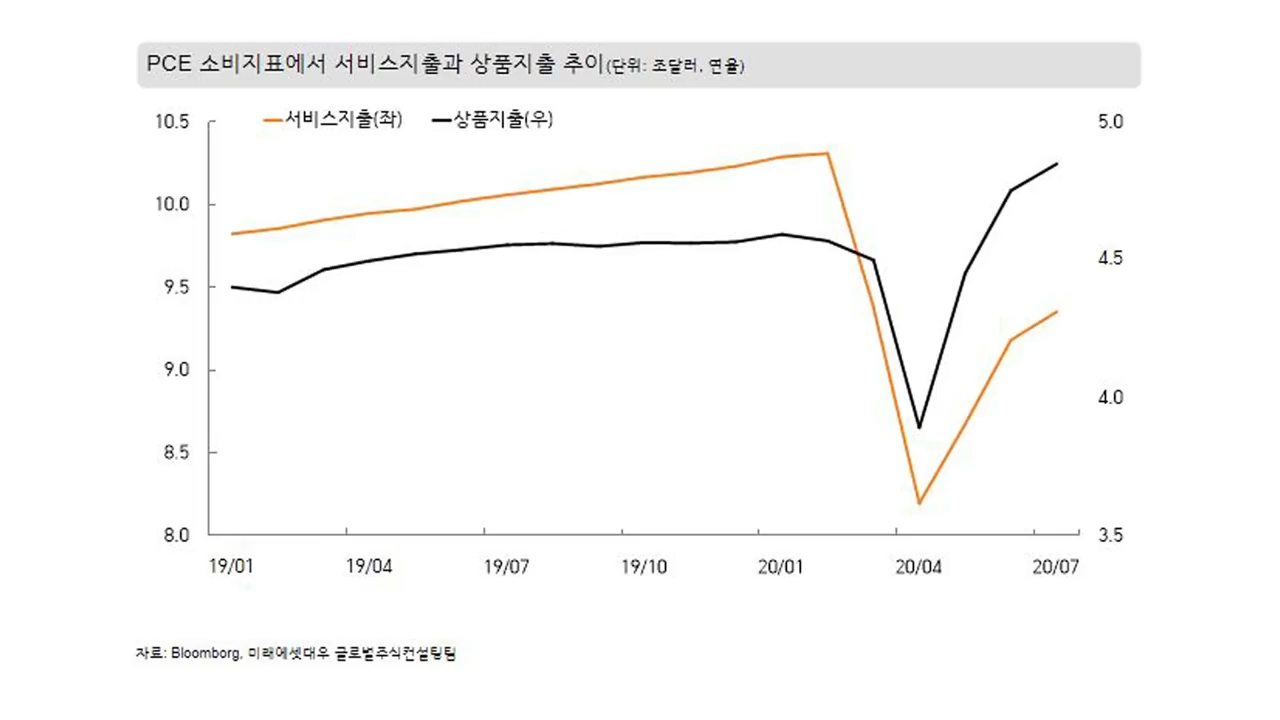 PCE 소비지표에서 서비스지출과 상품지출 추이(단위: 조달러, 연율)
서비스지출(좌) 상품지출(우)
10.5 5.0
10.0
9.5 4.5
9.0
4.0
8.5
8.0 3.5
19/01 19/04 19/07 19/10 20/01 20/04 20/07
자료: Bloomborg, 미래에셋대우 글로벌주식컨설팅팀